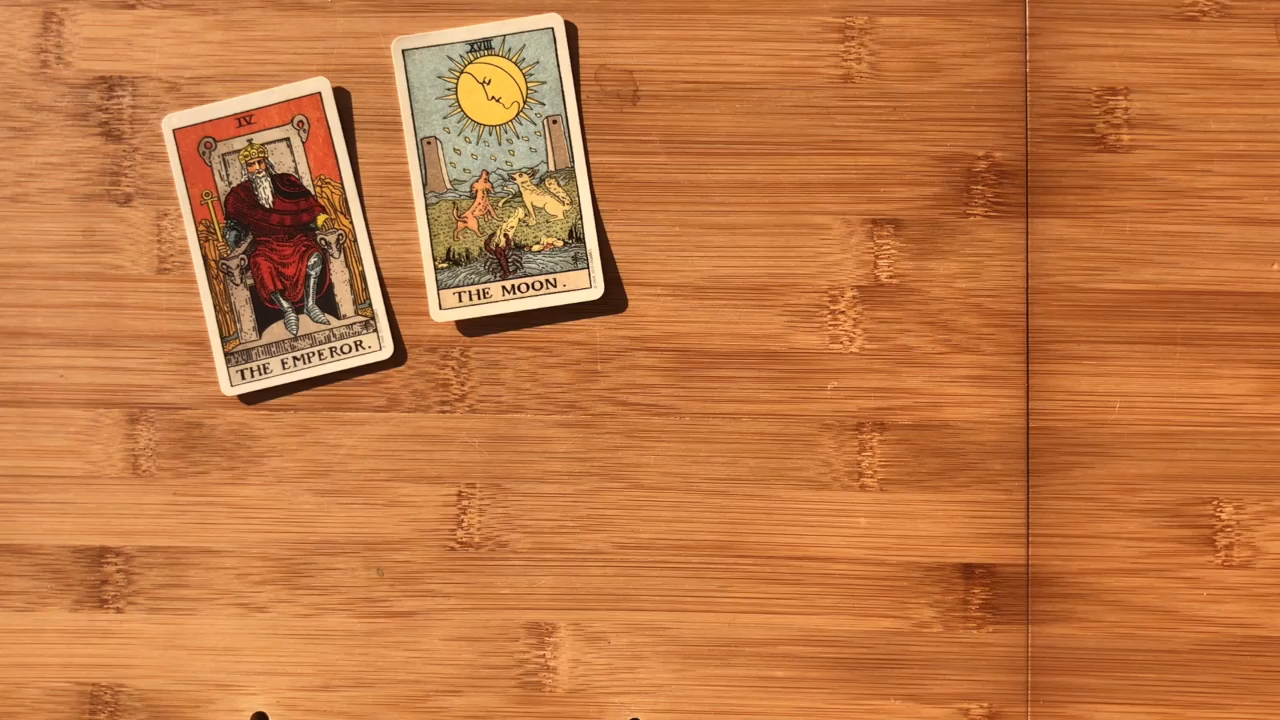 IV
THE EMPEROR.
XVIII
THE MOON.